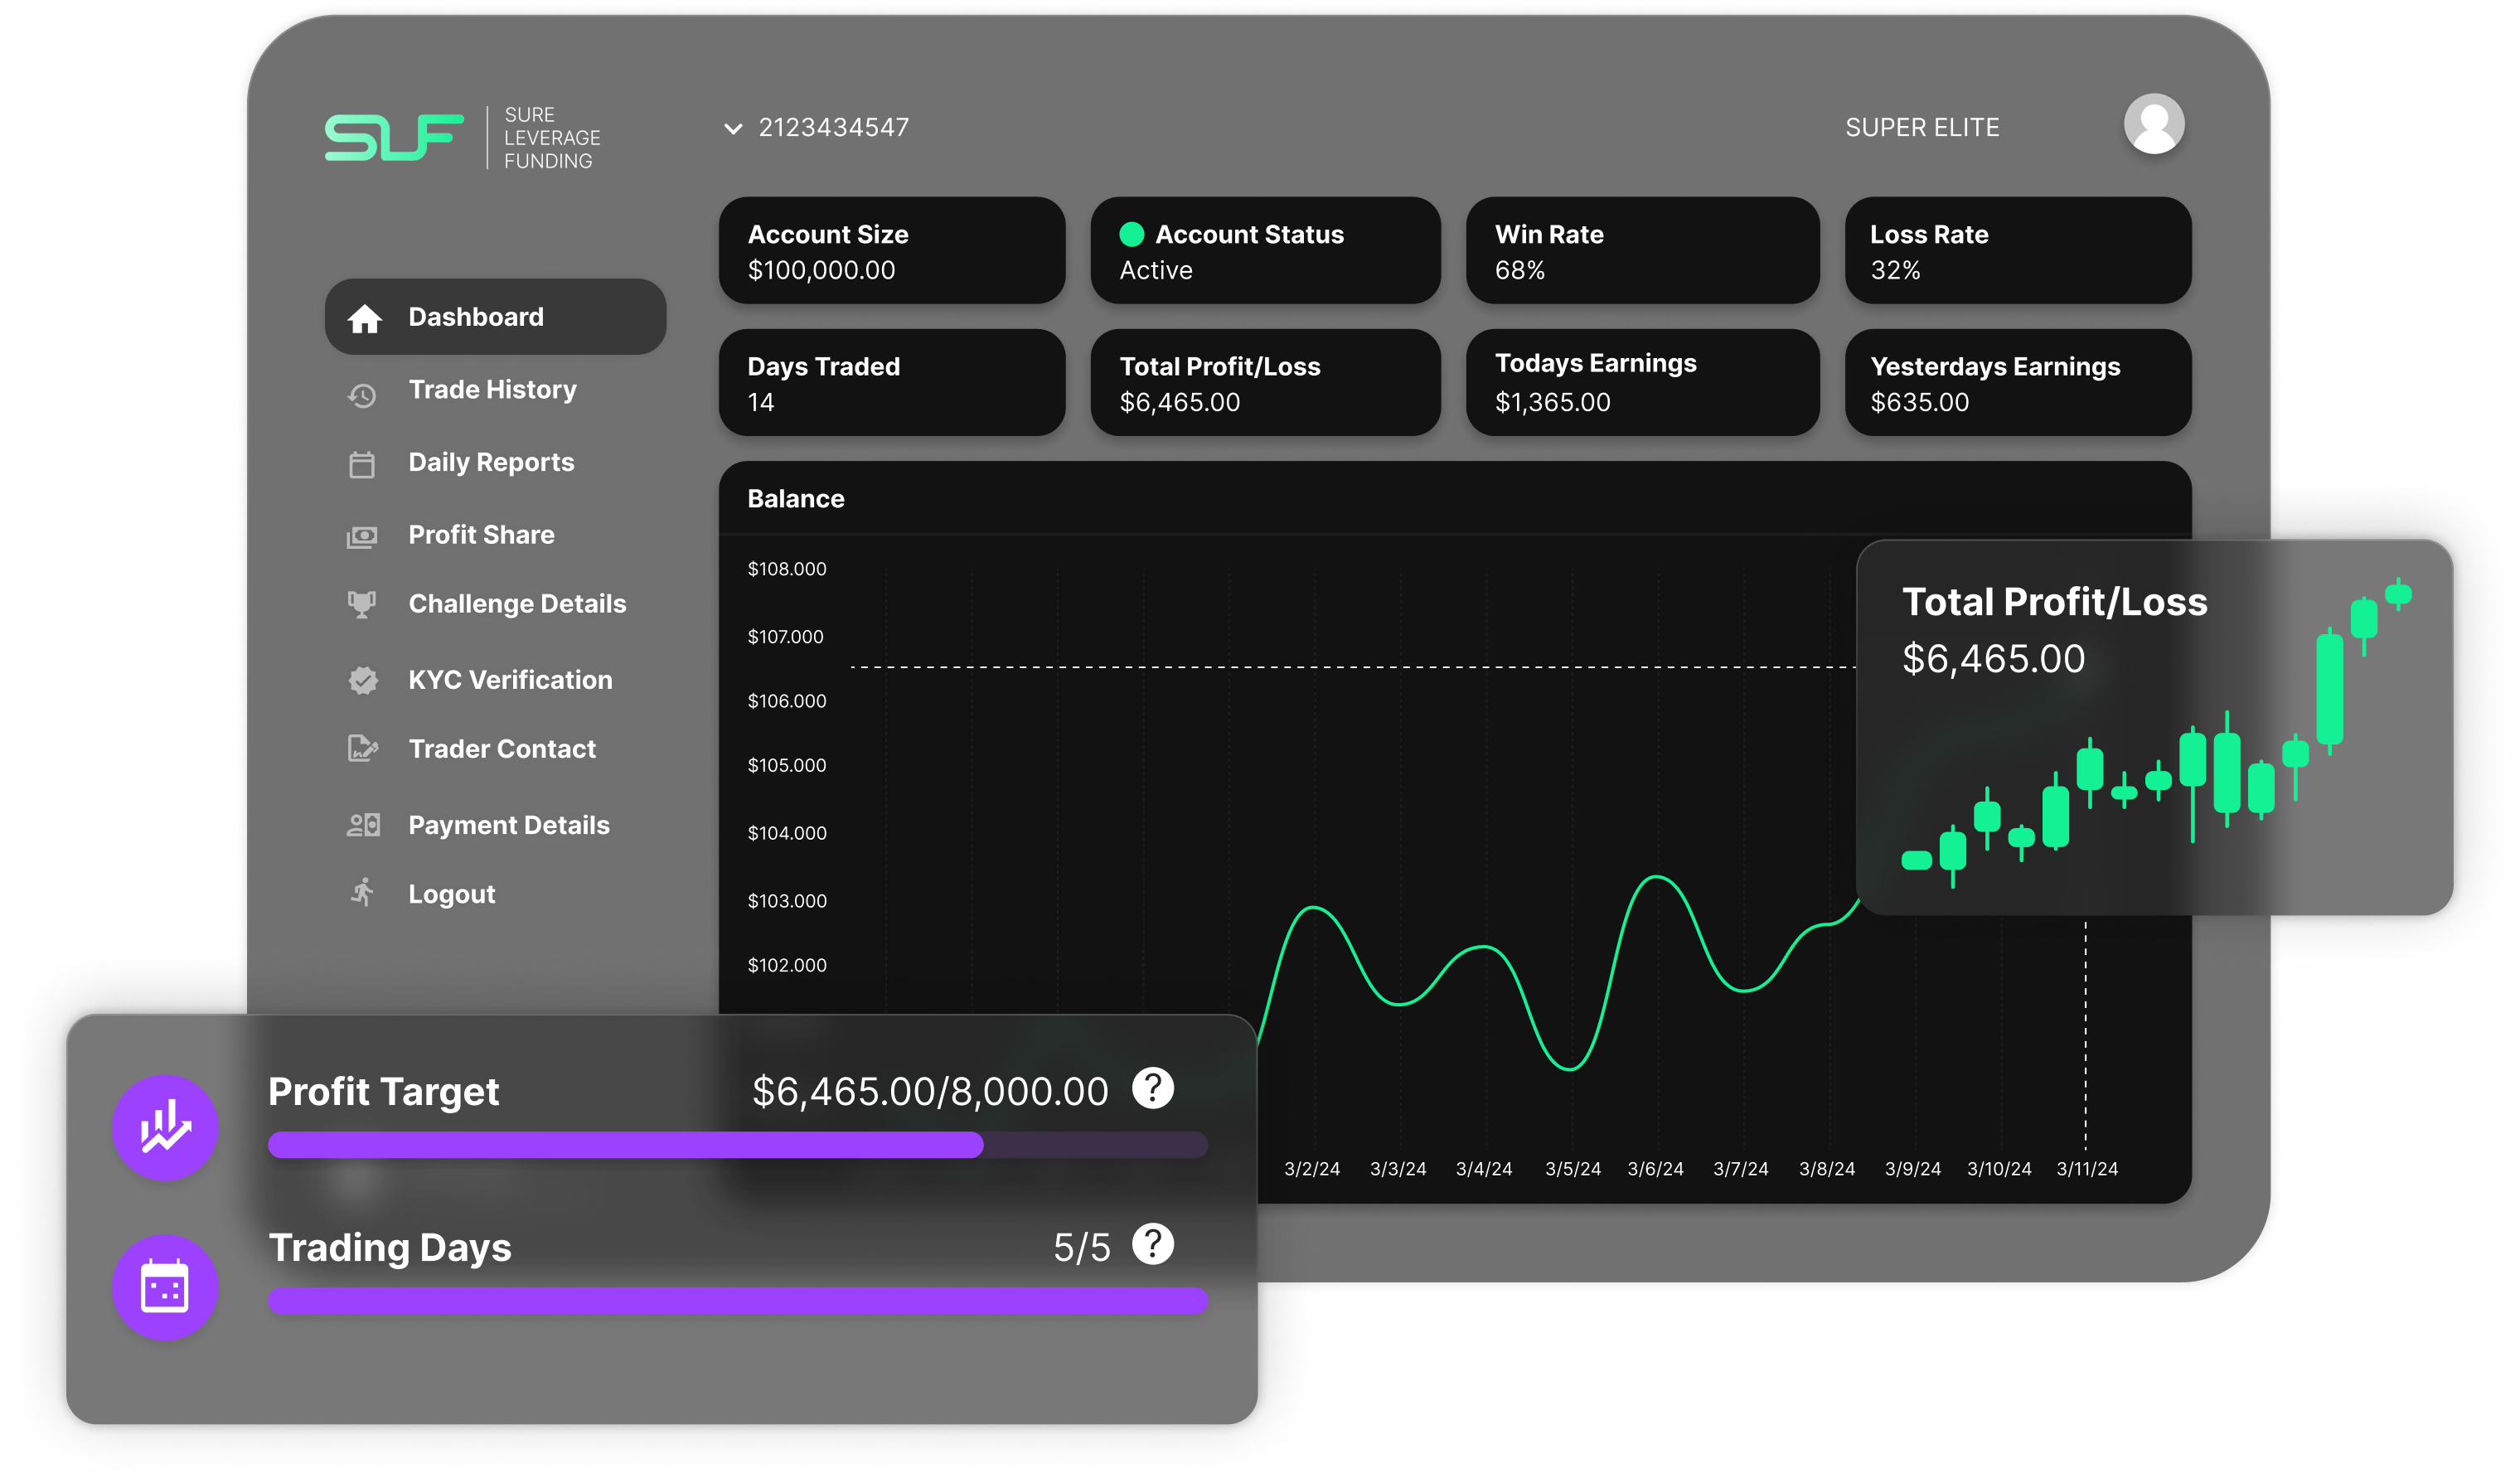 SLF
SURE
LEVERAGE
FUNDING
2123434547
SUPER ELITE
Account Size
$100,000.00
Account Status
Active
Win Rate
68%
Loss Rate
32%
Days Traded
14
Total Profit/Loss
$6,465.00
Todays Earnings
$1,365.00
Yesterdays Earnings
$635.00
Dashboard
Trade History
Daily Reports
Profit Share
Challenge Details
KYC Verification
Trader Contact
Payment Details
Logout
Balance
$108.000
$107.000
$106.000
$105.000
$104.000
$103.000
$102.000
3/2/24 3/3/24 3/4/24 3/5/24 3/6/24 3/7/24 3/8/24 3/9/24 3/10/24 3/11/24
Total Profit/Loss
$6,465.00
Profit Target
$6,465.00/8,000.00 ?
Trading Days
5/5 ?